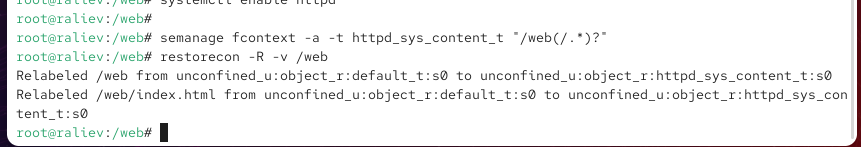 root@raliev:/web# systemctl enable httpd
root@raliev:/web#
root@raliev:/web# semanage fcontext -a -t httpd_sys_content_t "/web(/.*)?"
root@raliev:/web# restorecon -R -v /web
Relabeled /web from unconfined_u:object_r:default_t:s0 to unconfined_u:object_r:httpd_sys_content_t:s0
Relabeled /web/index.html from unconfined_u:object_r:default_t:s0 to unconfined_u:object_r:httpd_sys_con
tent_t:s0
root@raliev:/web#